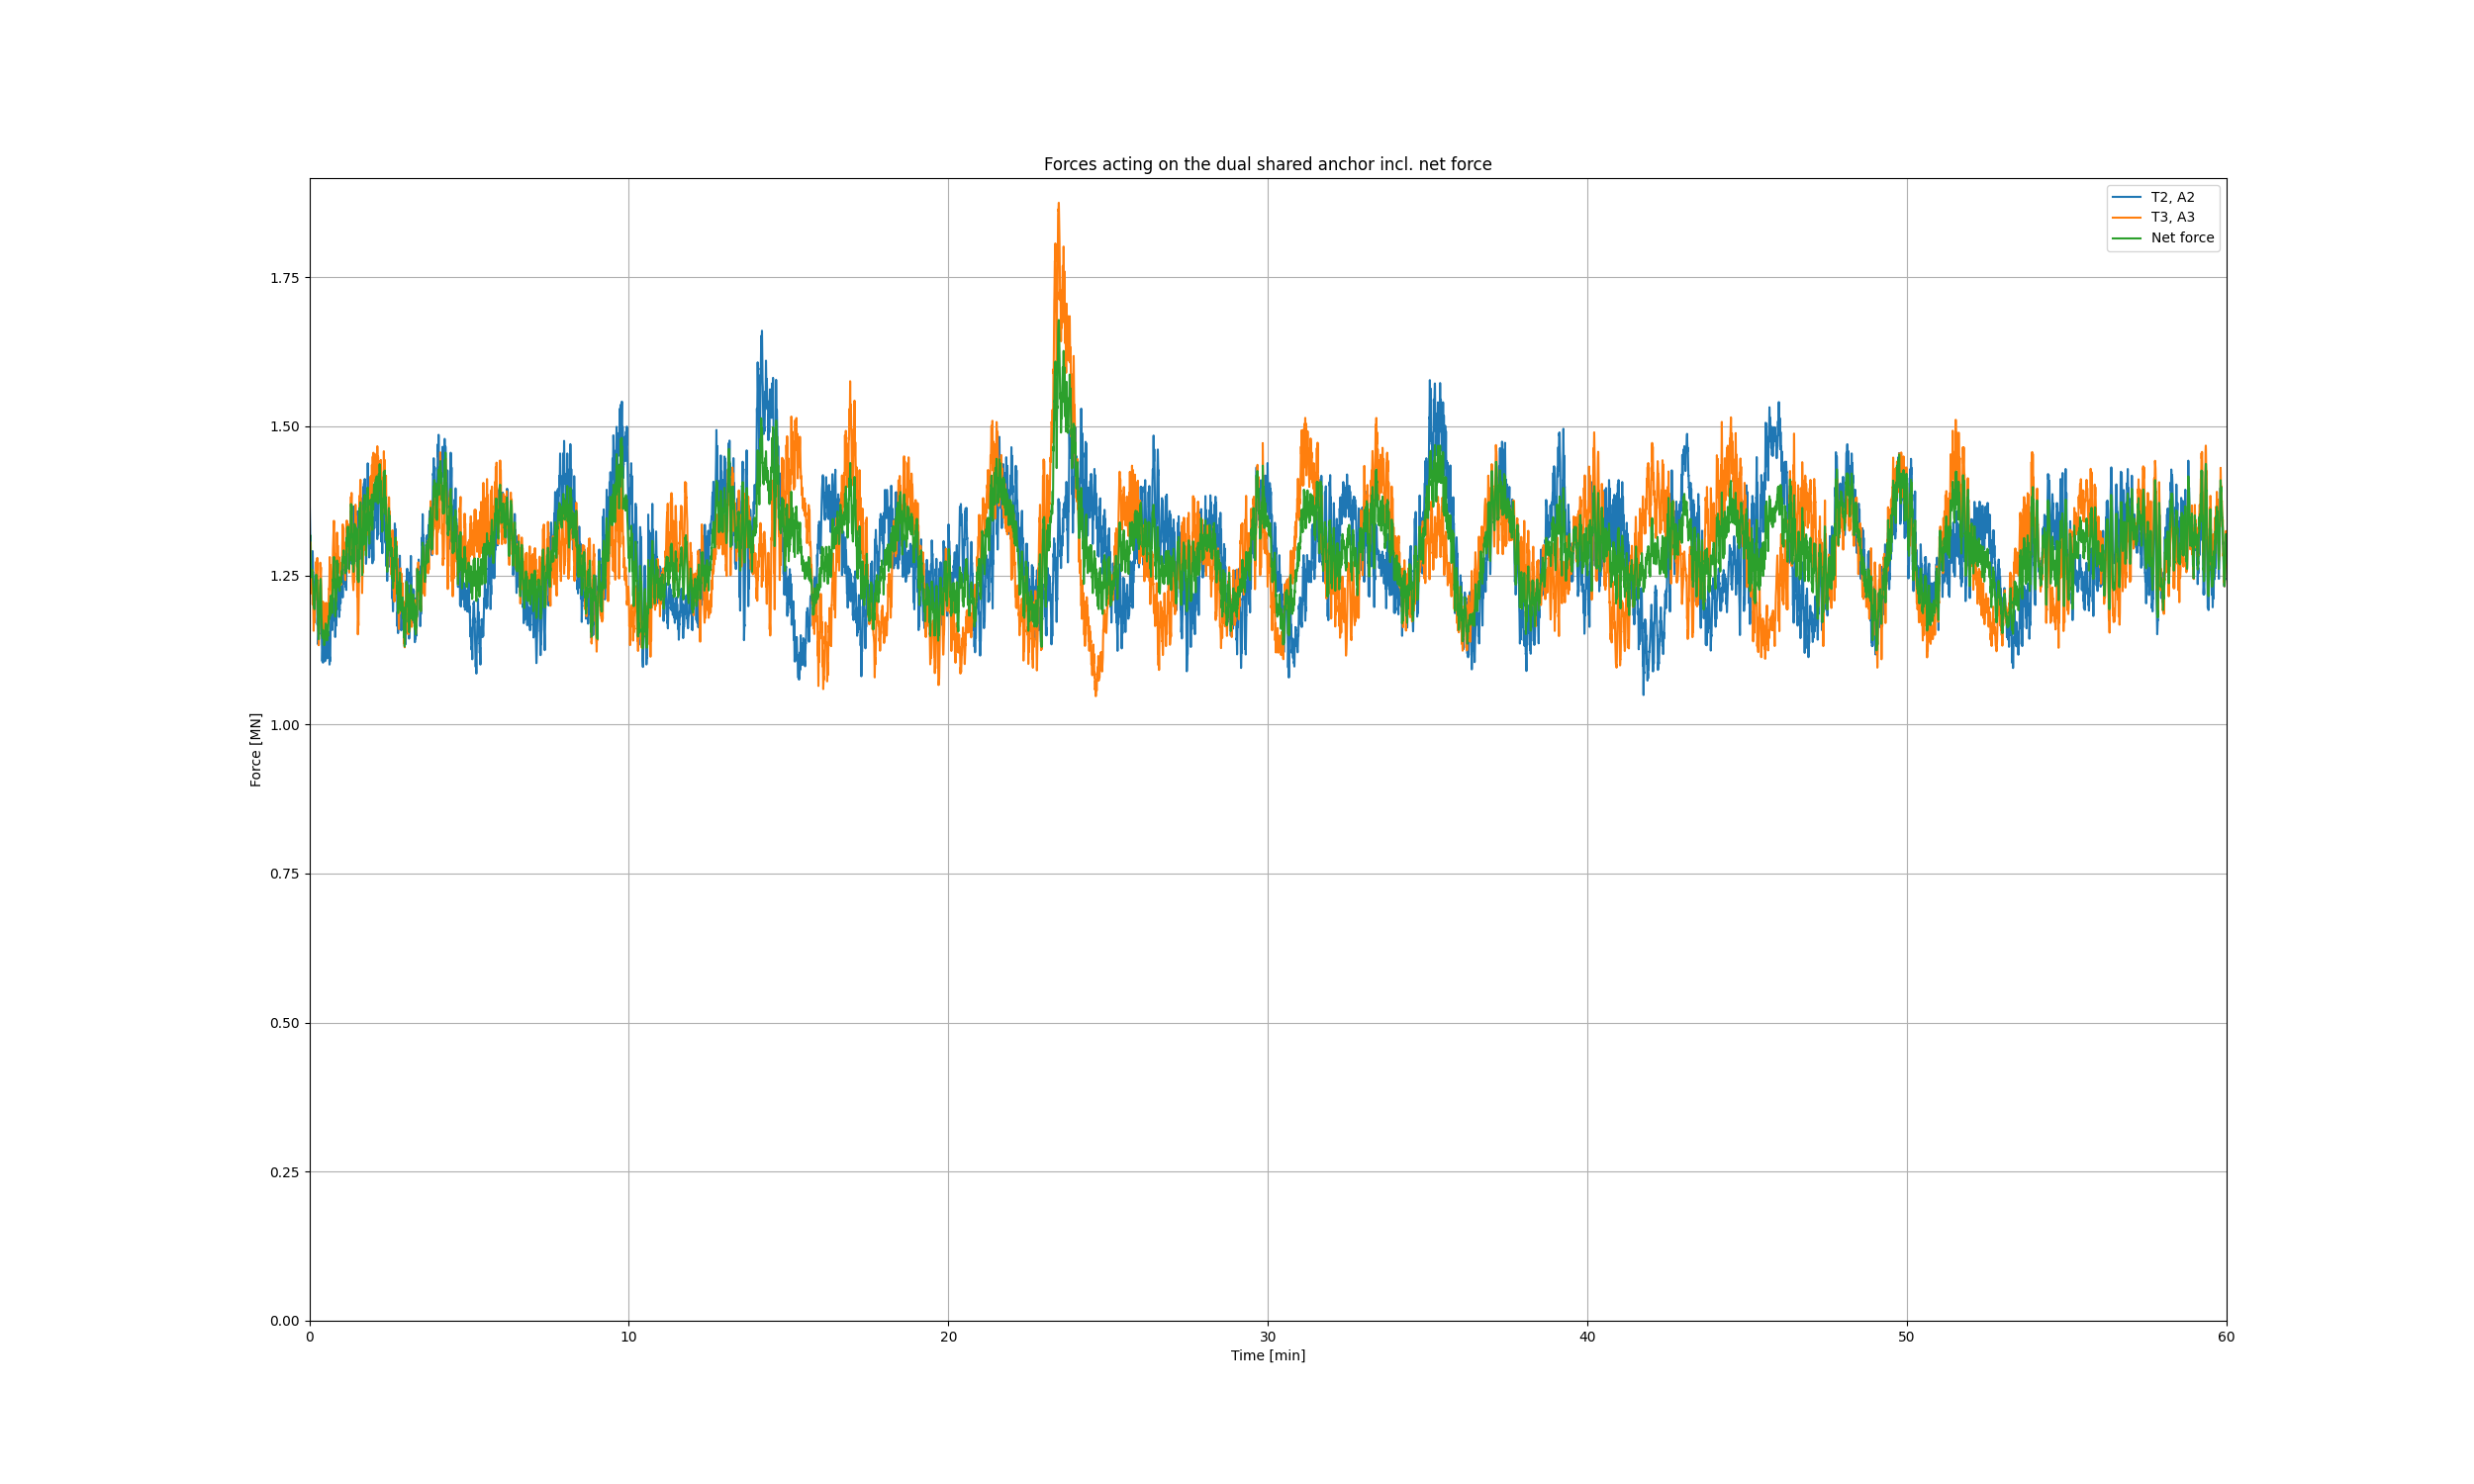 Forces acting on the dual shared anchor incl. net force
T2, A2
T3, A3
Net force
Force [MN]
1.75
1.50
1.25
1.00
0.75
0.50
0.25
0.00
0 10 20 30 40 50 60
Time [min]